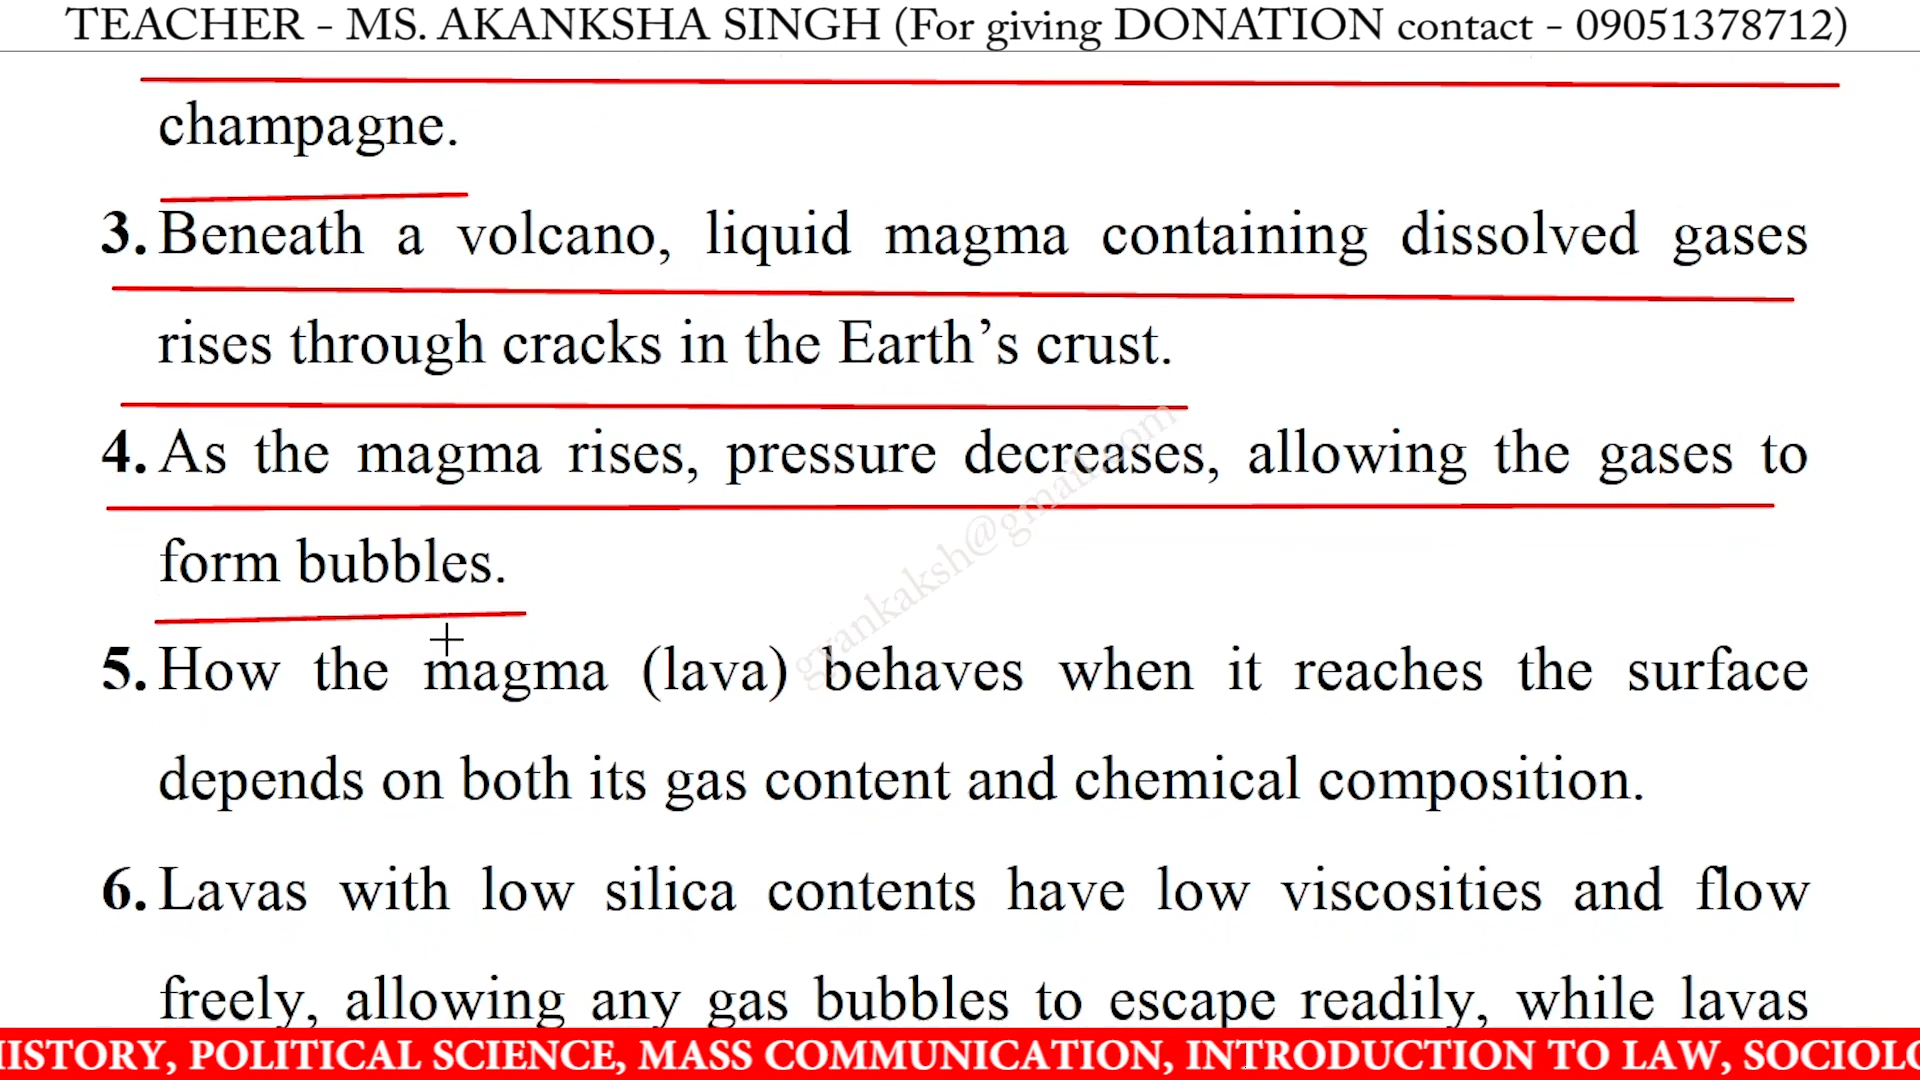 TEACHER - MS. AKANKSHA SINGH (For giving DONATION contact - 09051378712)
champagne.
3. Beneath a volcano, liquid magma containing dissolved gases
rises through cracks in the Earth’s crust.
4. As the magma rises, pressure decreases, allowing the gases to
form bubbles.
gyankaksh@gmail.com
5. How the magma (lava) behaves when it reaches the surface
depends on both its gas content and chemical composition.
6. Lavas with low silica contents have low viscosities and flow
freely, allowing any gas bubbles to escape readily, while lavas
HISTORY, POLITICAL SCIENCE, MASS COMMUNICATION, INTRODUCTION TO LAW, SOCIOLO